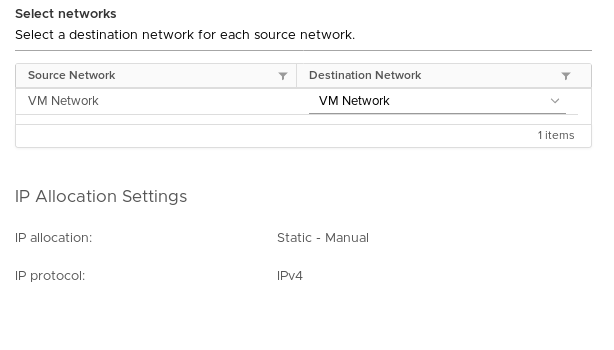 Select networks
Select a destination network for each source network.
Source Network Destination Network
VM Network VM Network
1 items
IP Allocation Settings
IP allocation: Static - Manual
IP protocol: IPv4